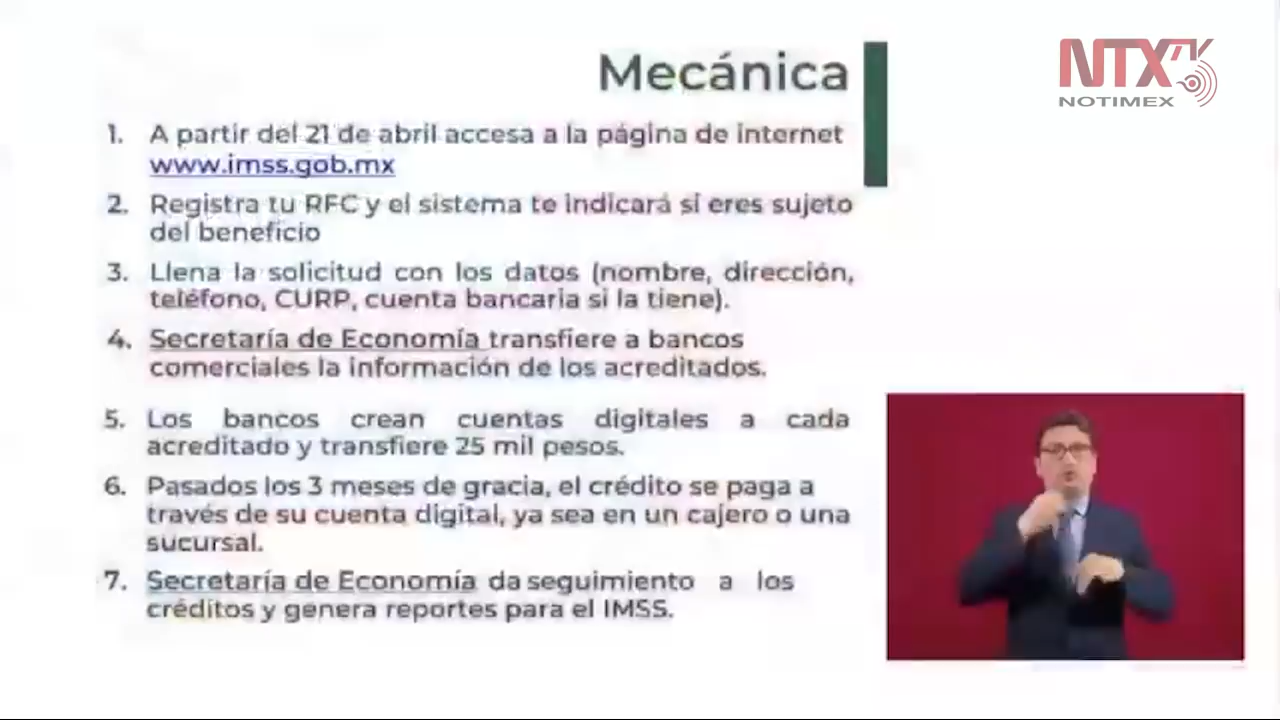 Mecánica
NTX TV
NOTIMEX
1. A partir del 21 de abril accesa a la página de internet
www.imss.gob.mx
2. Registra tu RFC y el sistema te indicará si eres sujeto
del beneficio
3. Llena la solicitud con los datos (nombre, dirección,
teléfono, CURP, cuenta bancaria si la tiene).
4. Secretaría de Economía transfiere a bancos
comerciales la información de los acreditados.
5. Los bancos crean cuentas digitales a cada
acreditado y transfiere 25 mil pesos.
6. Pasados los 3 meses de gracia, el crédito se paga a
través de su cuenta digital, ya sea en un cajero o una
sucursal.
7. Secretaría de Economía da seguimiento a los
créditos y genera reportes para el IMSS.